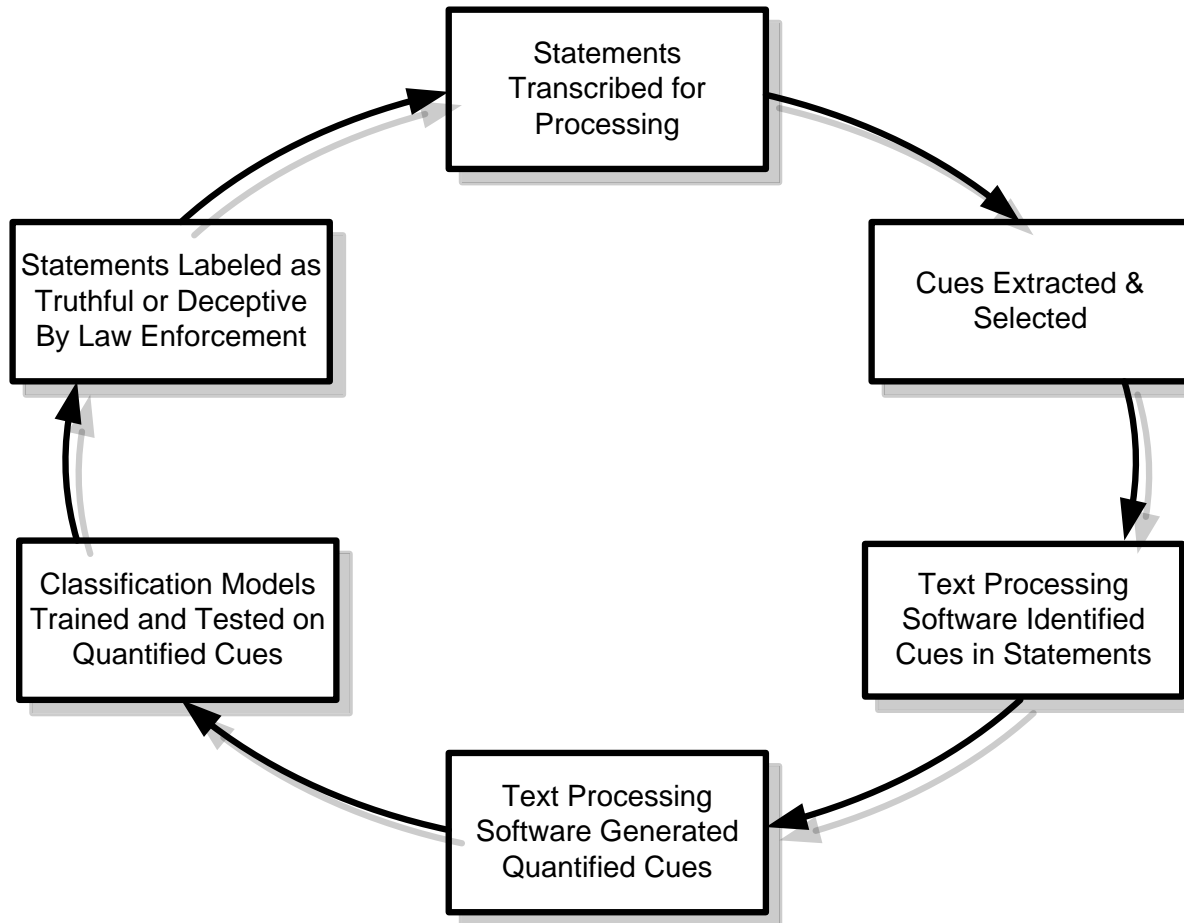 Statements
Transcribed for
Processing
Cues Extracted &
Selected
Text Processing
Software Identified
Cues in Statements
Text Processing
Software Generated
Quantified Cues
Classification Models
Trained and Tested on
Quantified Cues
Statements Labeled as
Truthful or Deceptive
By Law Enforcement